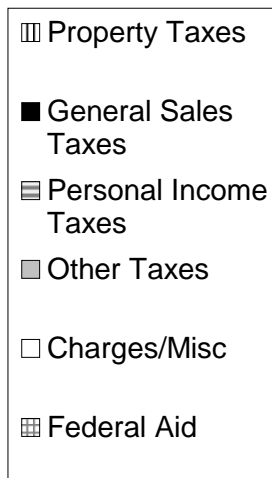 Property Taxes
General Sales
Taxes
Personal Income
Taxes
Other Taxes
Charges/Misc
Federal Aid